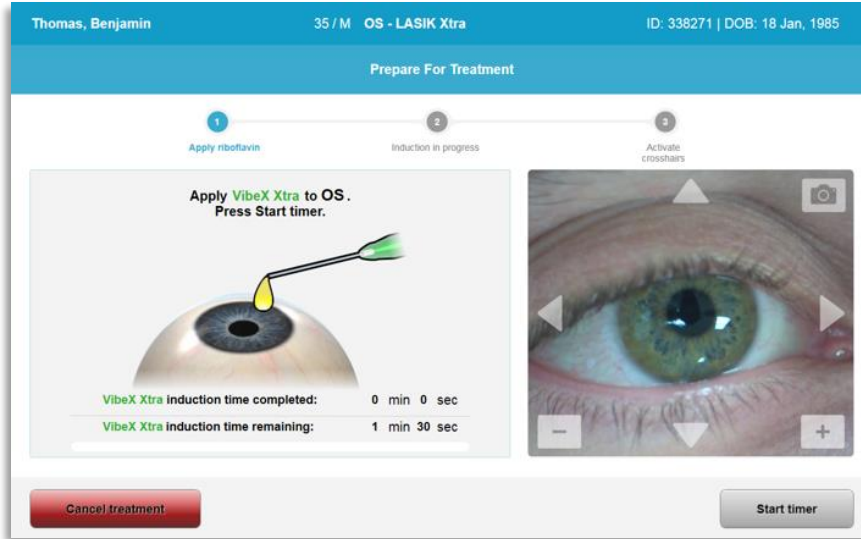 Thomas, Benjamin 35 / M OS - LASIK Xtra ID: 338271 | DOB: 18 Jan, 1985
Prepare For Treatment
1 2 3
Apply riboflavin Induction in progress Activate
crosshairs
Apply VibeX Xtra to OS.
Press Start timer.
VibeX Xtra induction time completed: 0 min 0 sec
VibeX Xtra induction time remaining: 1 min 30 sec
Cancel treatment Start timer